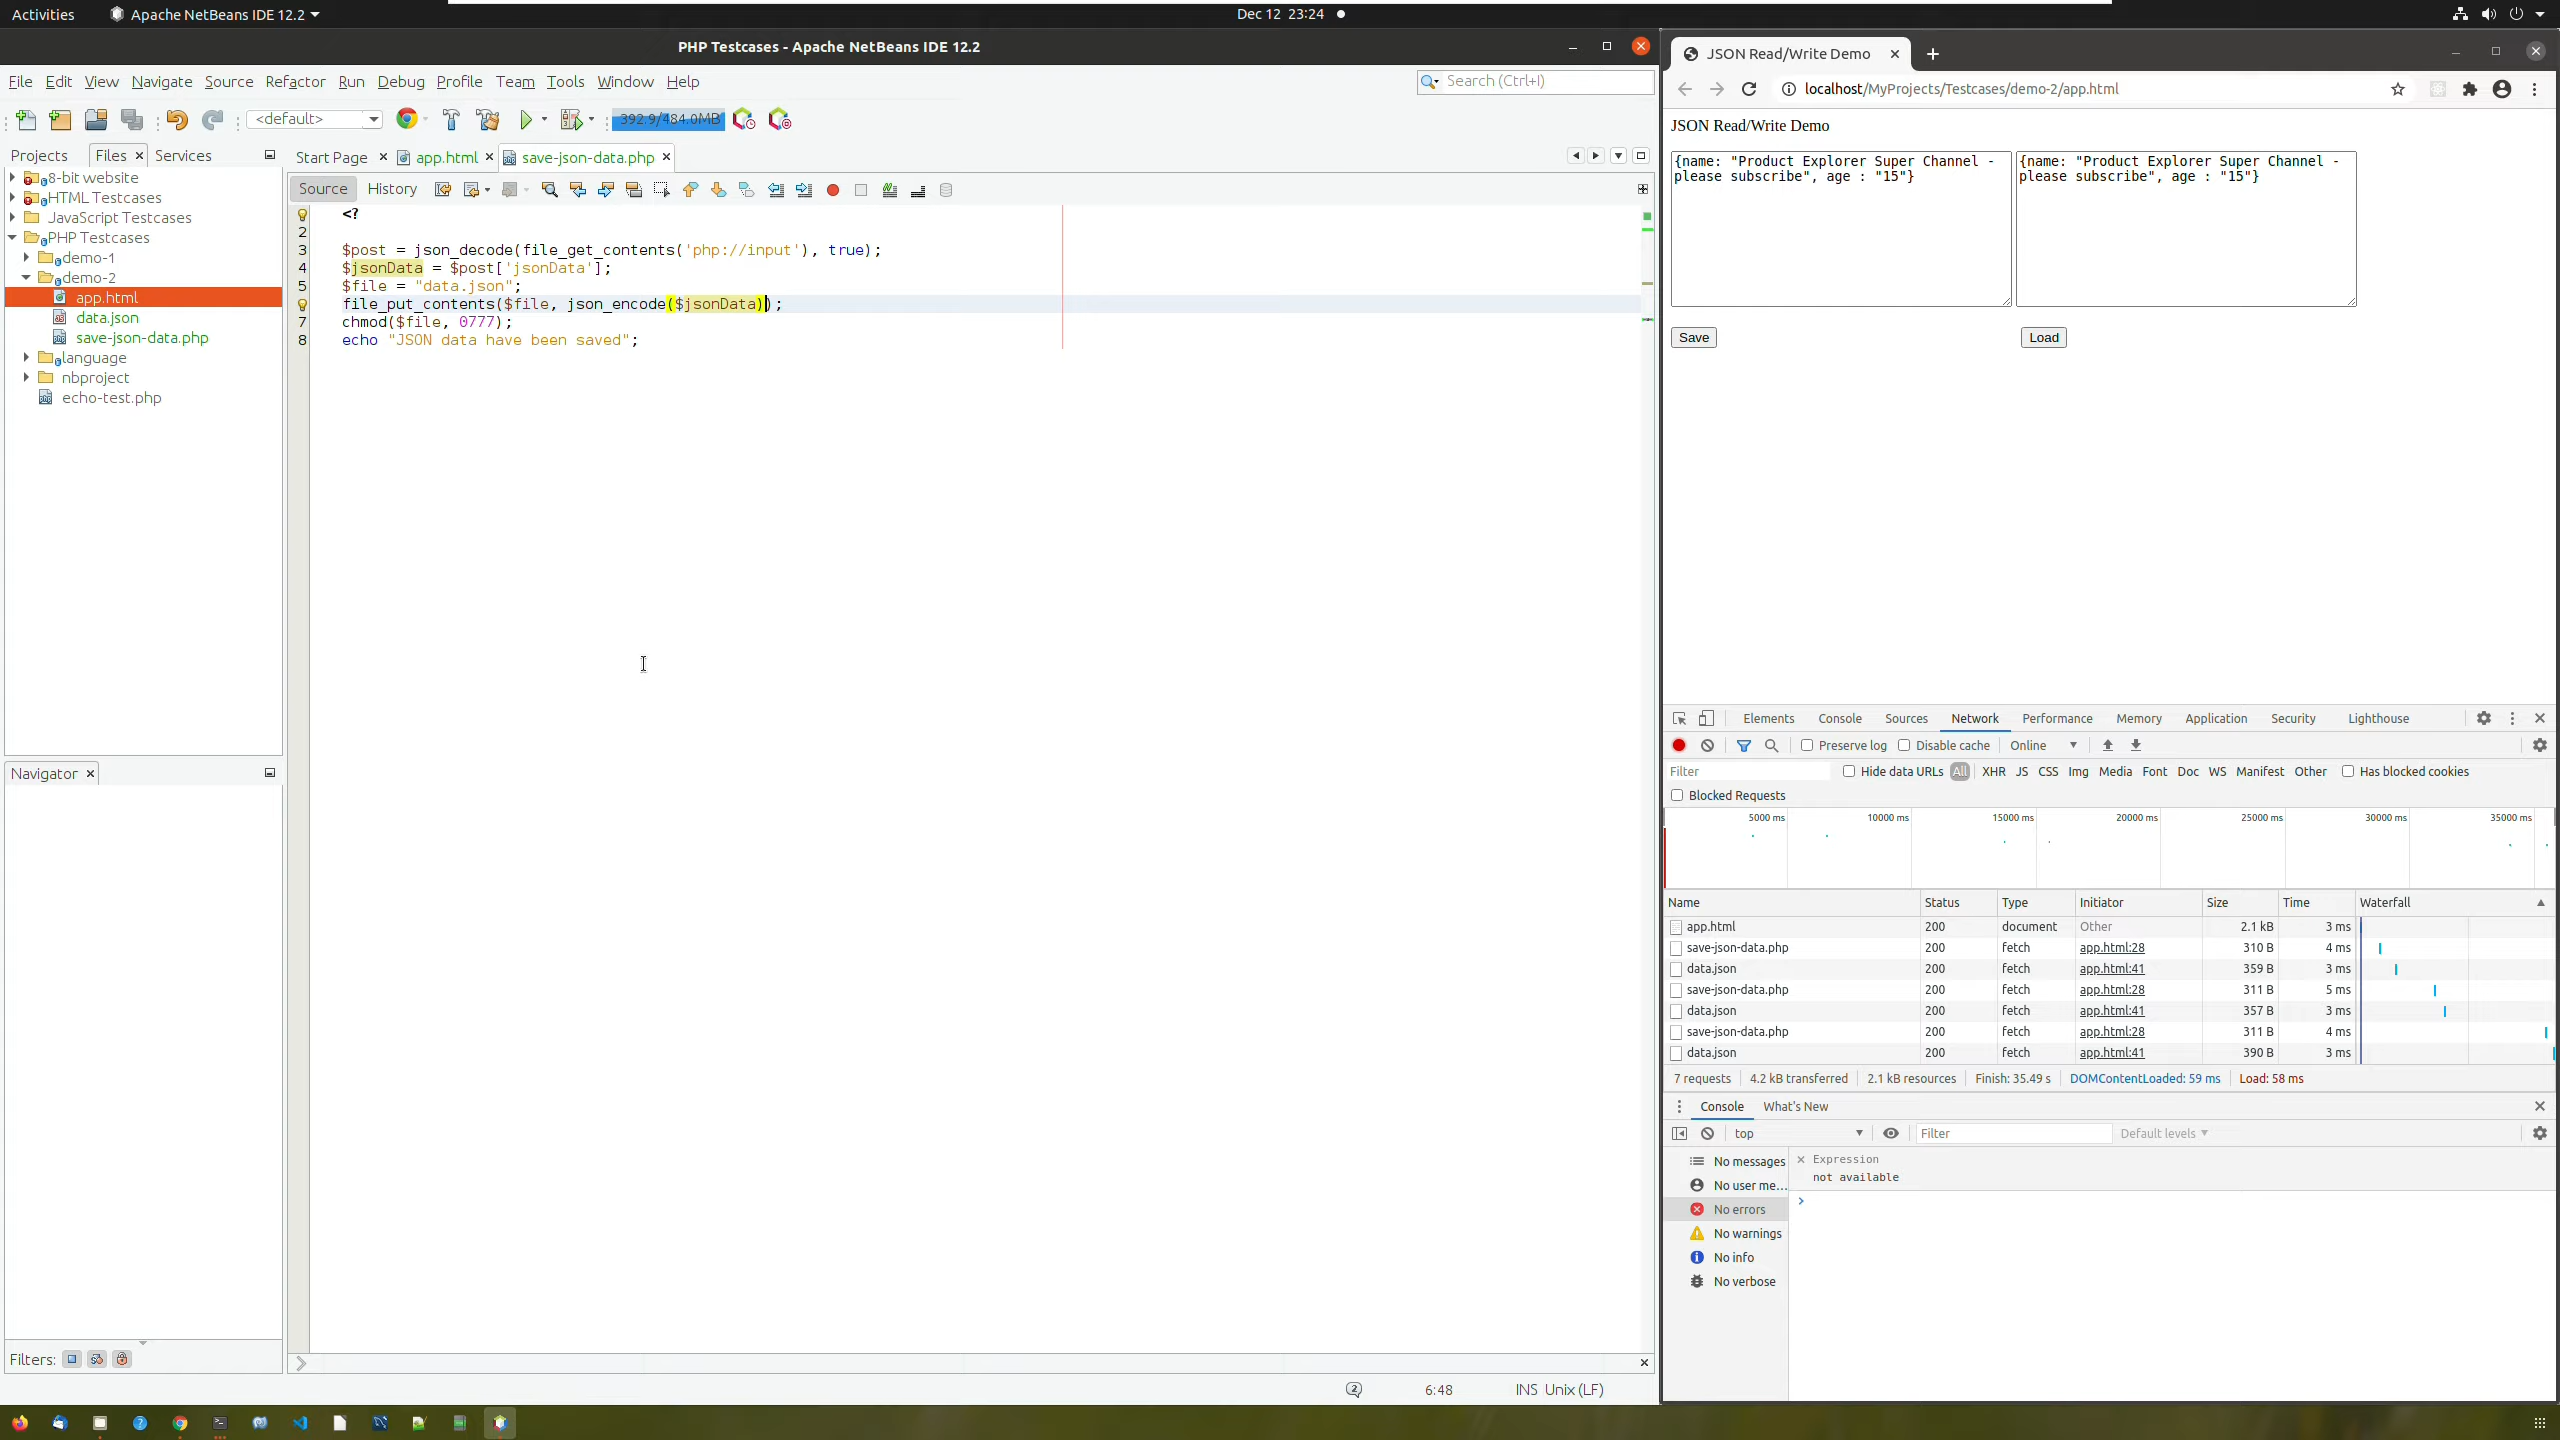 Activities
Apache NetBeans IDE 12.2
Dec 12 23:24
PHP Testcases - Apache NetBeans IDE 12.2
File Edit View Navigate Source Refactor Run Debug Profile Team Tools Window Help
Search (Ctrl+I)
<default>
392.9/484.0MB
Projects Files Services
8-bit website
HTML Testcases
JavaScript Testcases
PHP Testcases
demo-1
demo-2
app.html
data.json
save-json-data.php
language
nbproject
echo-test.php
Navigator
Filters:
Start Page app.html save-json-data.php
Source History
<?
2
3 $post = json_decode(file_get_contents('php://input'), true);
4 $jsonData = $post['jsonData'];
5 $file = "data.json";
file_put_contents($file, json_encode($jsonData));
7 chmod($file, 0777);
8 echo "JSON data have been saved";
6:48
INS Unix (LF)
JSON Read/Write Demo
localhost/MyProjects/Testcases/demo-2/app.html
JSON Read/Write Demo
{name: "Product Explorer Super Channel -
please subscribe", age : "15"}
{name: "Product Explorer Super Channel -
please subscribe", age : "15"}
Save
Load
Elements Console Sources Network Performance Memory Application Security Lighthouse
Preserve log Disable cache Online
Filter Hide data URLs All XHR JS CSS Img Media Font Doc WS Manifest Other Has blocked cookies
Blocked Requests
5000 ms 10000 ms 15000 ms 20000 ms 25000 ms 30000 ms 35000 ms
Name Status Type Initiator Size Time Waterfall
app.html 200 document Other 2.1 kB 3 ms
save-json-data.php 200 fetch app.html:28 310 B 4 ms
data.json 200 fetch app.html:41 359 B 3 ms
save-json-data.php 200 fetch app.html:28 311 B 5 ms
data.json 200 fetch app.html:41 357 B 3 ms
save-json-data.php 200 fetch app.html:28 311 B 4 ms
data.json 200 fetch app.html:41 390 B 3 ms
7 requests 4.2 kB transferred 2.1 kB resources Finish: 35.49 s DOMContentLoaded: 59 ms Load: 58 ms
Console What's New
top Filter Default levels
No messages
No user me...
No errors
No warnings
No info
No verbose
Expression
not available